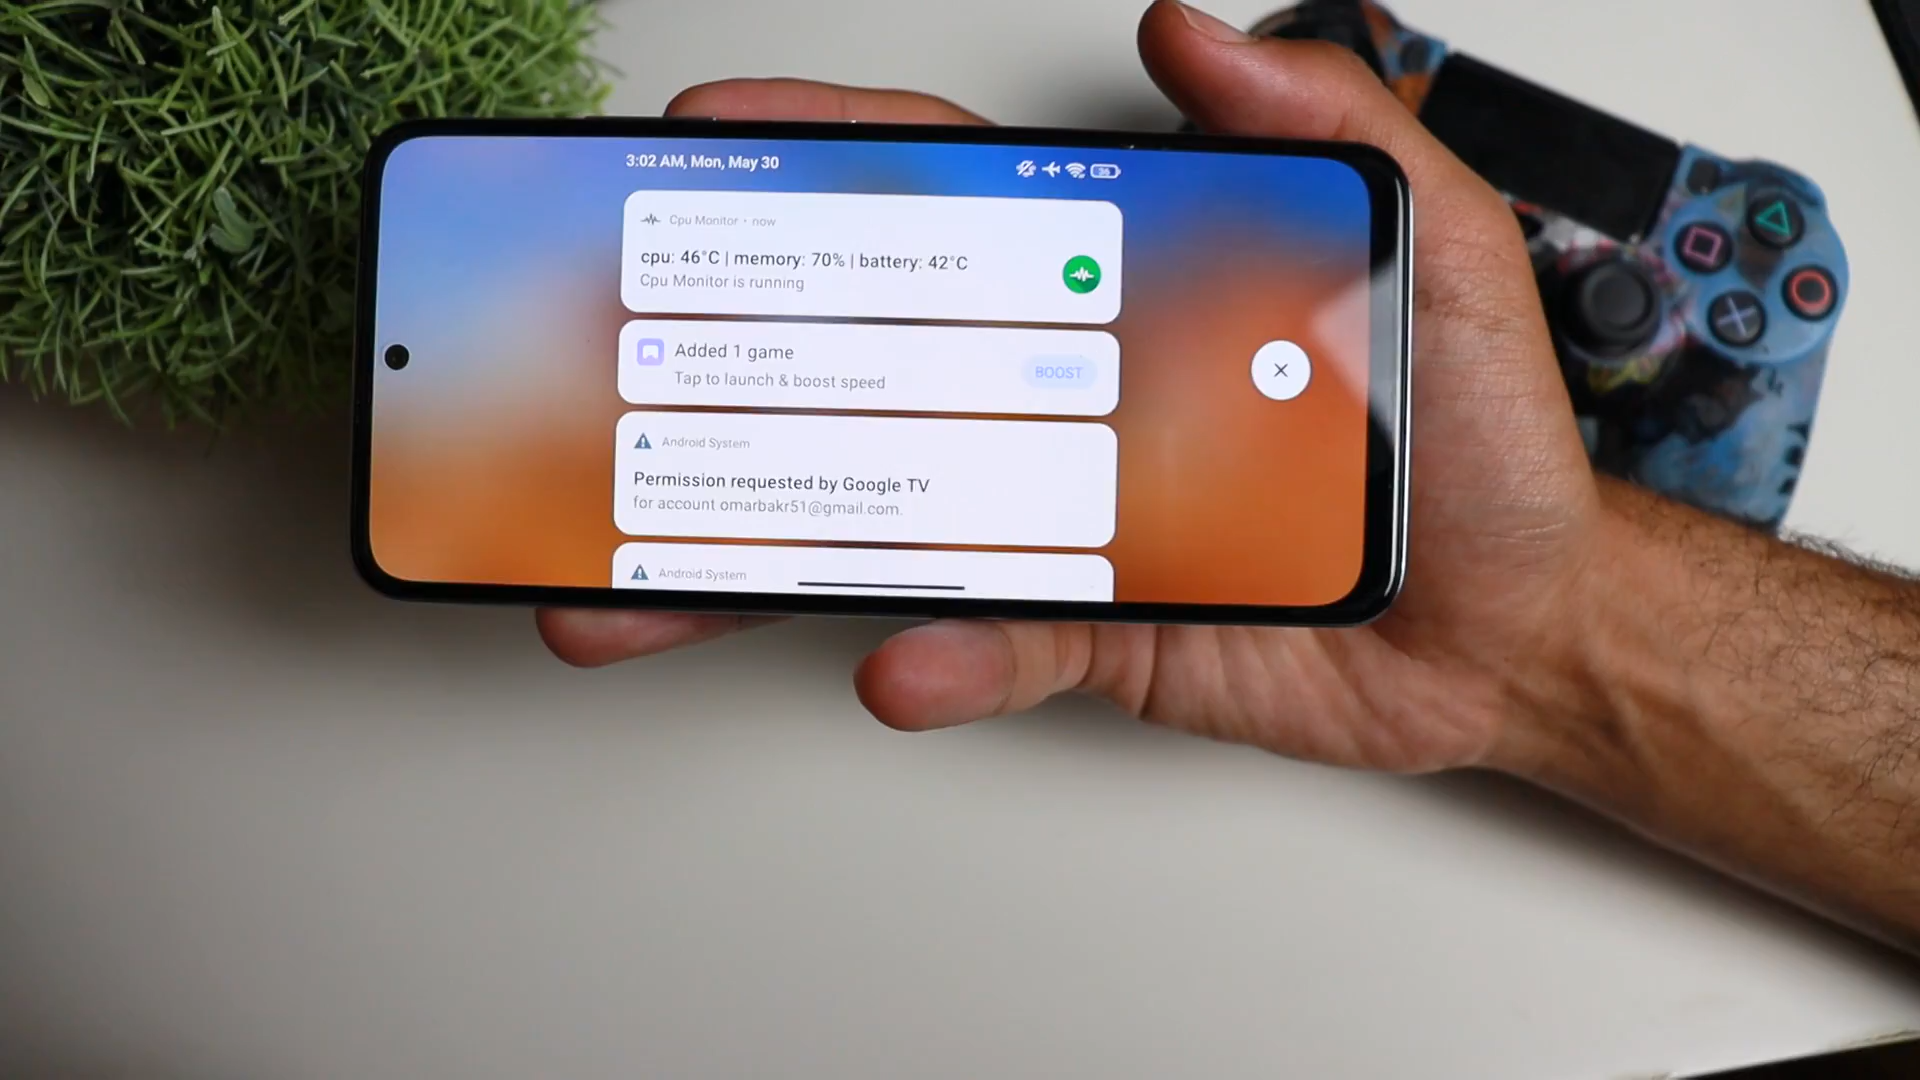 3:02 AM, Mon, May 30
Cpu Monitor • now
cpu: 46°C | memory: 70% | battery: 42°C
Cpu Monitor is running
Added 1 game
Tap to launch & boost speed
BOOST
Android System
Permission requested by Google TV
for account omarbakr51@gmail.com.
Android System